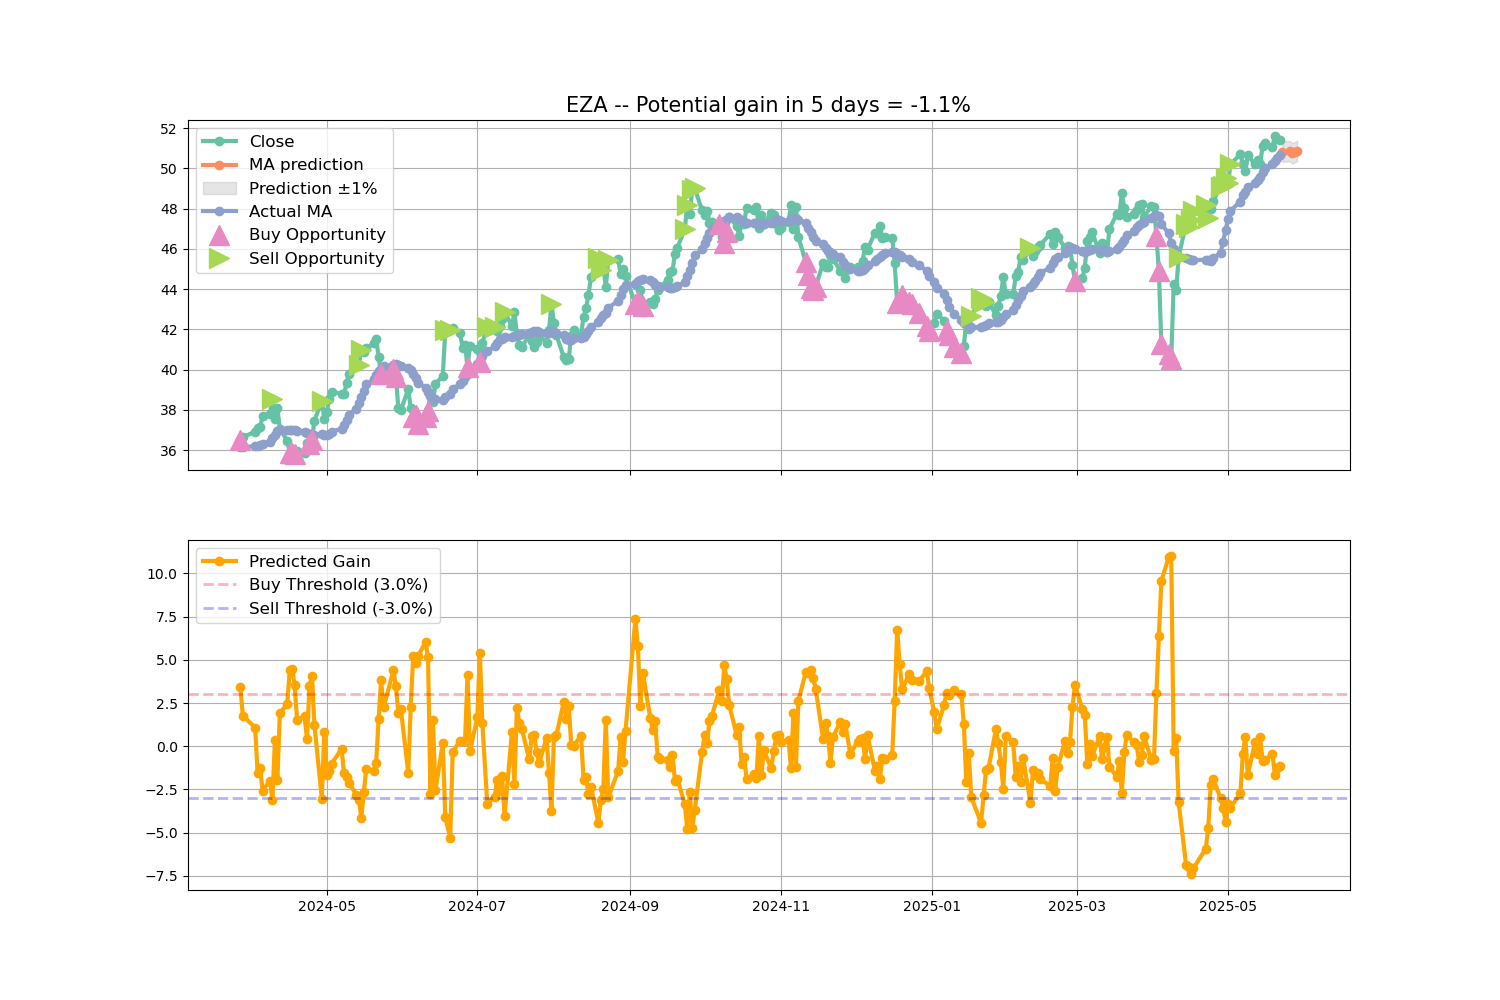 EZA -- Potential gain in 5 days = -1.1%
52
50
48
46
44
42
40
38
36
Close
MA prediction
Prediction ±1%
Actual MA
Buy Opportunity
Sell Opportunity
10.0
7.5
5.0
2.5
0.0
−2.5
−5.0
−7.5
Predicted Gain
Buy Threshold (3.0%)
Sell Threshold (-3.0%)
2024-05 2024-07 2024-09 2024-11 2025-01 2025-03 2025-05